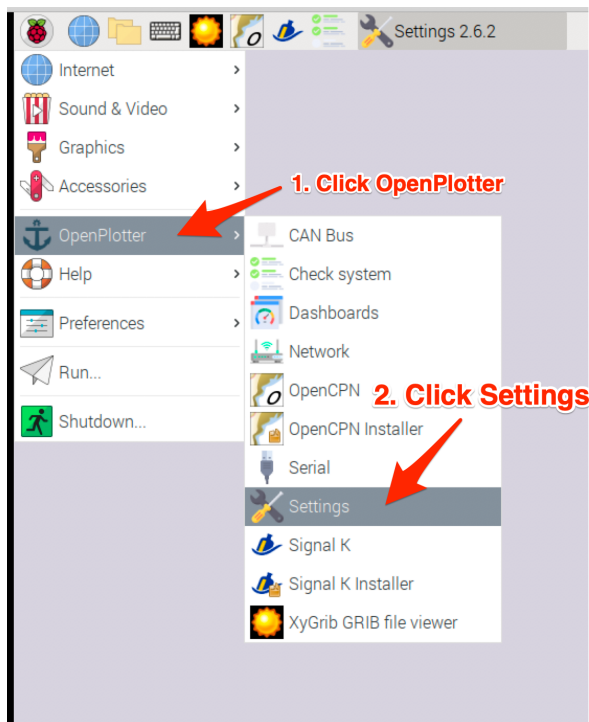 Settings 2.6.2
Internet
Sound & Video
Graphics
Accessories
1. Click OpenPlotter
OpenPlotter
Help
Preferences
Run...
Shutdown...
CAN Bus
Check system
Dashboards
Network
OpenCPN
2. Click Settings
OpenCPN Installer
Serial
Settings
Signal K
Signal K Installer
XyGrib GRIB file viewer